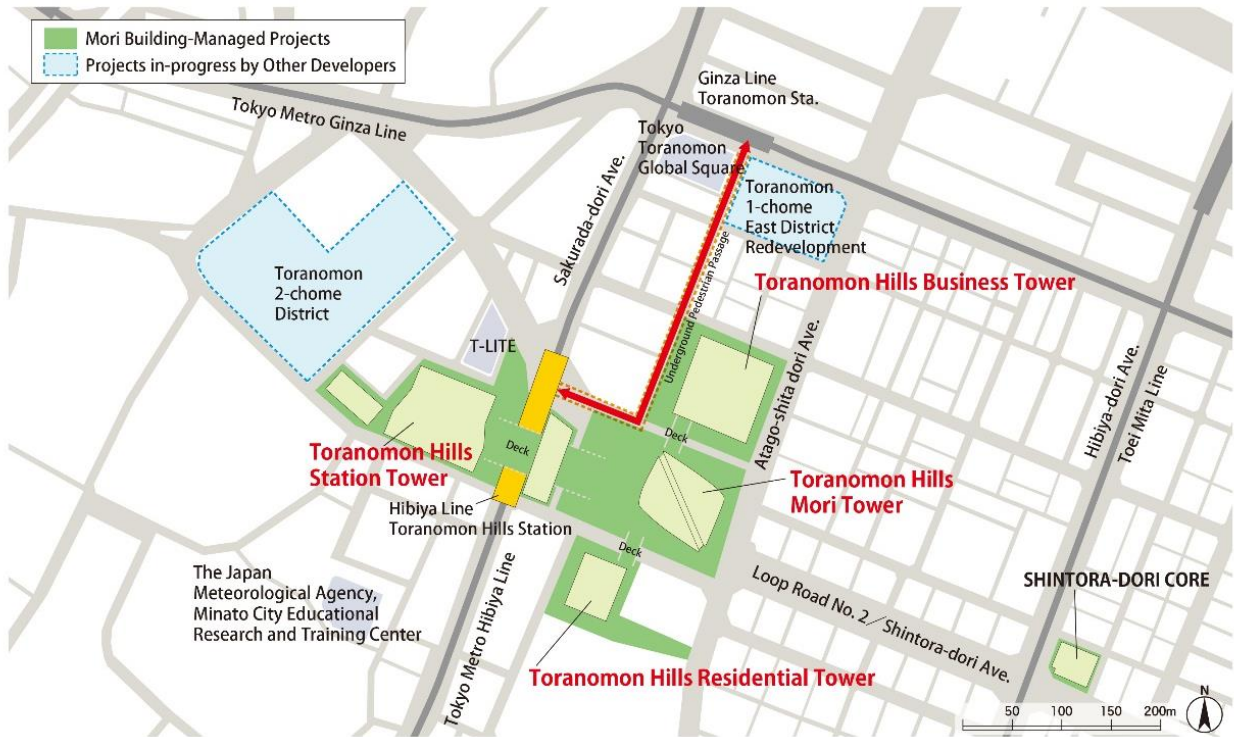 Mori Building-Managed Projects
Projects in-progress by Other Developers
Tokyo Metro Ginza Line
Ginza Line
Toranomon Sta.
Tokyo
Toranomon
Global Square
Sakurada-dori Ave.
Toranomon
1-chome
East District
Redevelopment
Underground Pedestrian Passage
Toranomon
2-chome
District
Toranomon Hills Business Tower
T-LITE
Atago-shita dori Ave.
Hibiya-dori Ave.
Toei Mita Line
Deck
Deck
Toranomon Hills
Station Tower
Toranomon Hills
Mori Tower
Hibiya Line
Toranomon Hills Station
Deck
The Japan
Meteorological Agency,
Minato City Educational
Research and Training Center
Tokyo Metro Hibiya Line
Loop Road No. 2／Shintora-dori Ave.
SHINTORA-DORI CORE
Toranomon Hills Residential Tower
N
50 100 150 200m